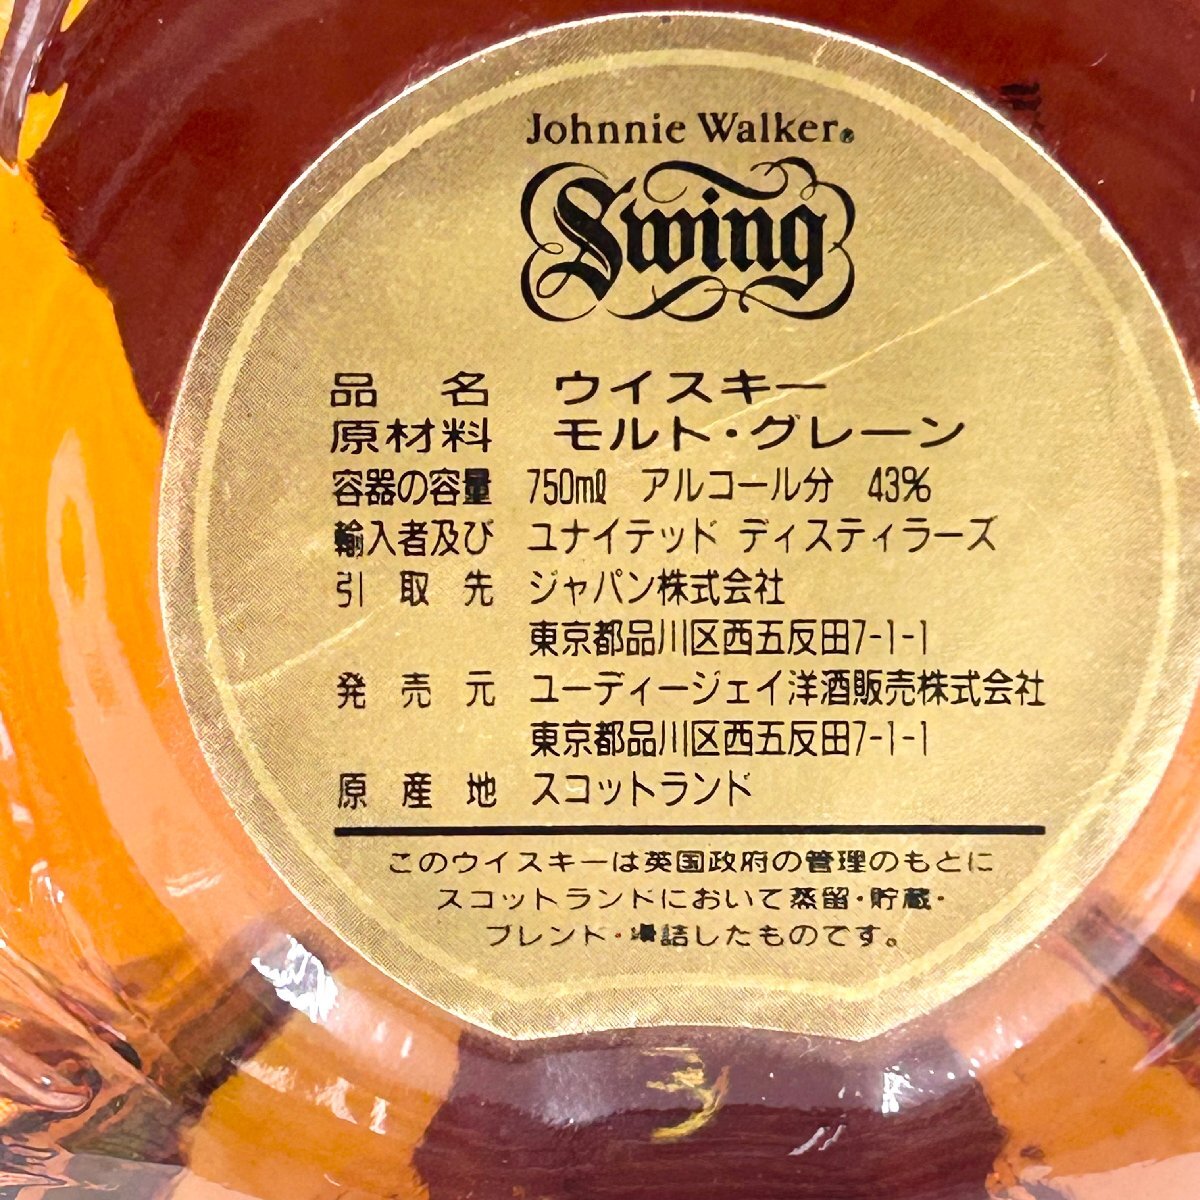 Johnnie Walker®
Swing
品名 ウイスキー
原材料 モルト・グレーン
容器の容量 750ml アルコール分 43%
輸入者及び ユナイテッド ディスティラーズ
引取先 ジャパン株式会社
東京都品川区西五反田7-1-1
発売元 ユーディージェイ洋酒販売株式会社
東京都品川区西五反田7-1-1
原産地 スコットランド
このウイスキーは英国政府の管理のもとに
スコットランドにおいて蒸留・貯蔵・
ブレンド・壜詰したものです。